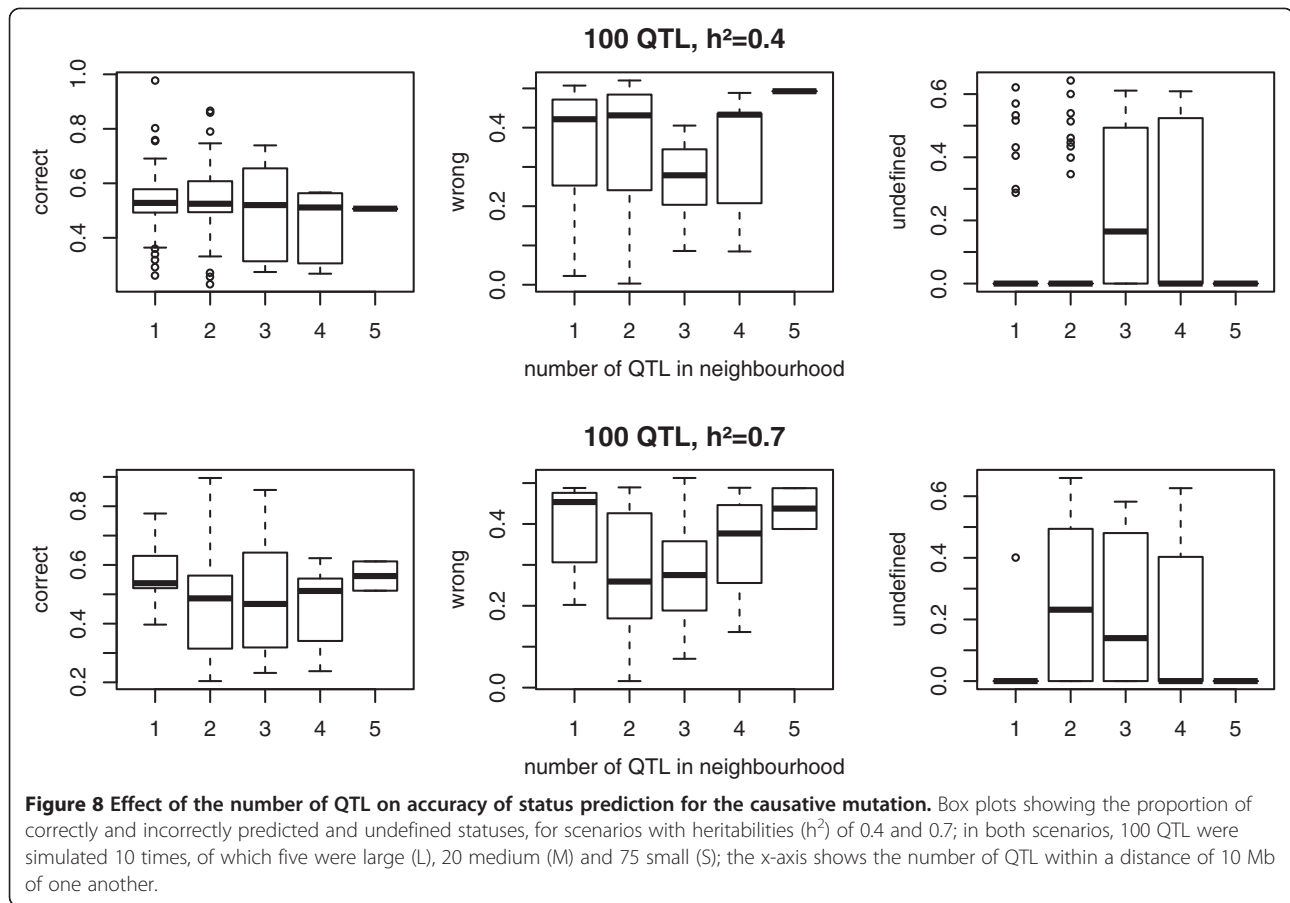 100 QTL, h²=0.4
correct
0.4
0.6
0.8
1.0
1 2 3 4 5
wrong
0.0
0.2
0.4
1 2 3 4 5
number of QTL in neighbourhood
undefined
0.0
0.2
0.4
0.6
1 2 3 4 5
100 QTL, h²=0.7
correct
0.2
0.4
0.6
0.8
1 2 3 4 5
wrong
0.0
0.2
0.4
1 2 3 4 5
number of QTL in neighbourhood
undefined
0.0
0.2
0.4
0.6
1 2 3 4 5
Figure 8 Effect of the number of QTL on accuracy of status prediction for the causative mutation. Box plots showing the proportion of
correctly and incorrectly predicted and undefined statuses, for scenarios with heritabilities (h²) of 0.4 and 0.7; in both scenarios, 100 QTL were
simulated 10 times, of which five were large (L), 20 medium (M) and 75 small (S); the x-axis shows the number of QTL within a distance of 10 Mb
of one another.